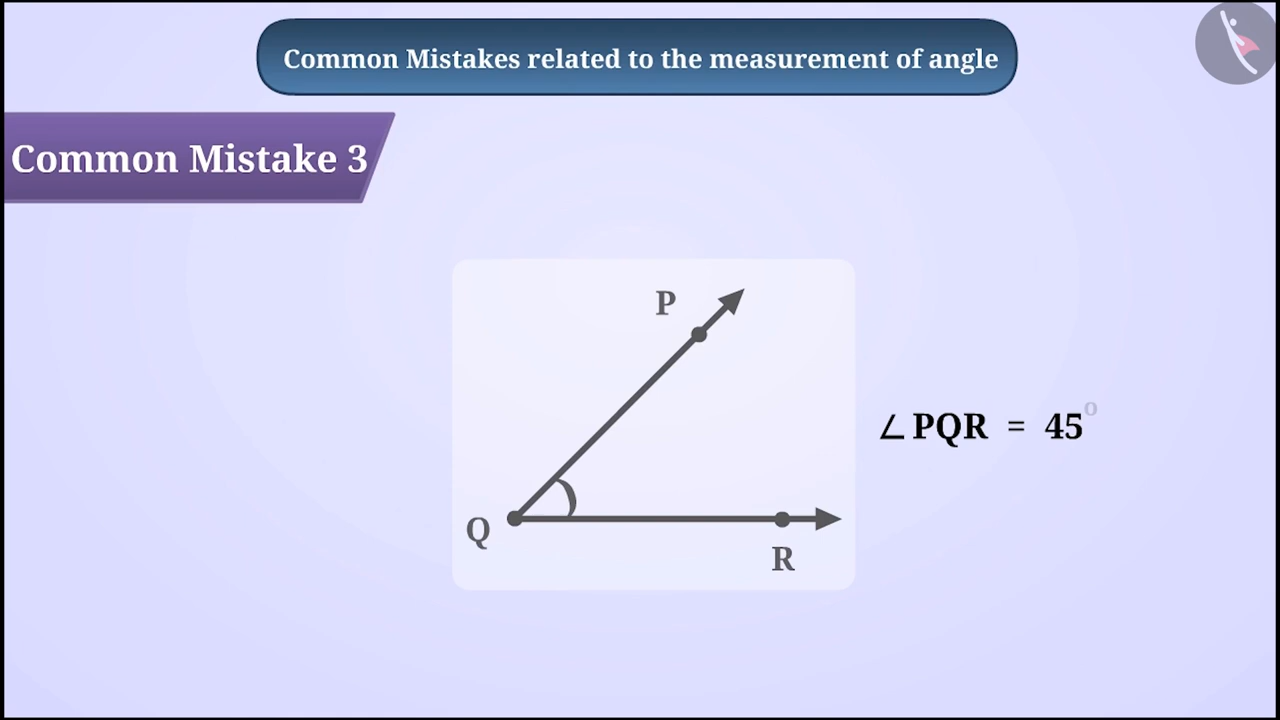 Common Mistakes related to the measurement of angle
Common Mistake 3
P
∠PQR = 45°
Q
R